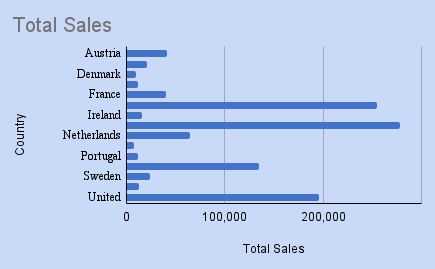 Total Sales
Austria
Denmark
France
Ireland
Netherlands
Portugal
Sweden
United
Country
0 100,000 200,000
Total Sales